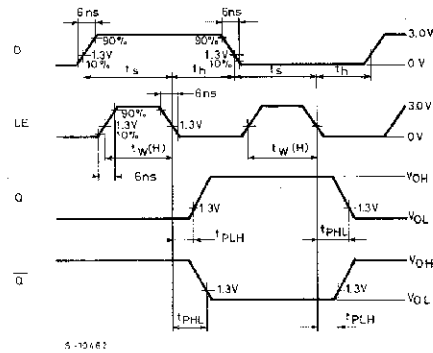 6ns 6ns
90% 90% 3.0V
D 1.3V 1.3V
10% 10% 0V
ts th ts th
6ns
LE 90% 3.0V
1.3V 1.3V
10% 0V
tW(H) tW(H)
6ns
VOH
Q
1.3V 1.3V
VOL
tPLH tPHL
VOH
Q
1.3V 1.3V
VOL
tPHL tPLH
S-10462